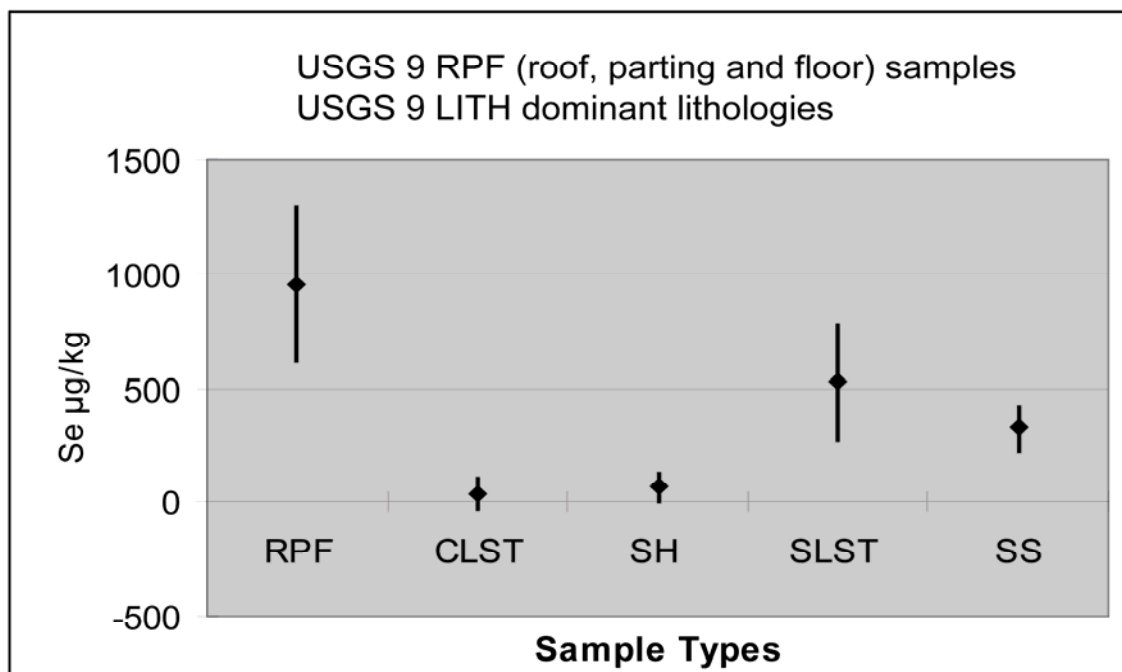 USGS 9 RPF (roof, parting and floor) samples
USGS 9 LITH dominant lithologies
1500
1000
500
0
-500
Se µg/kg
RPF CLST SH SLST SS
Sample Types